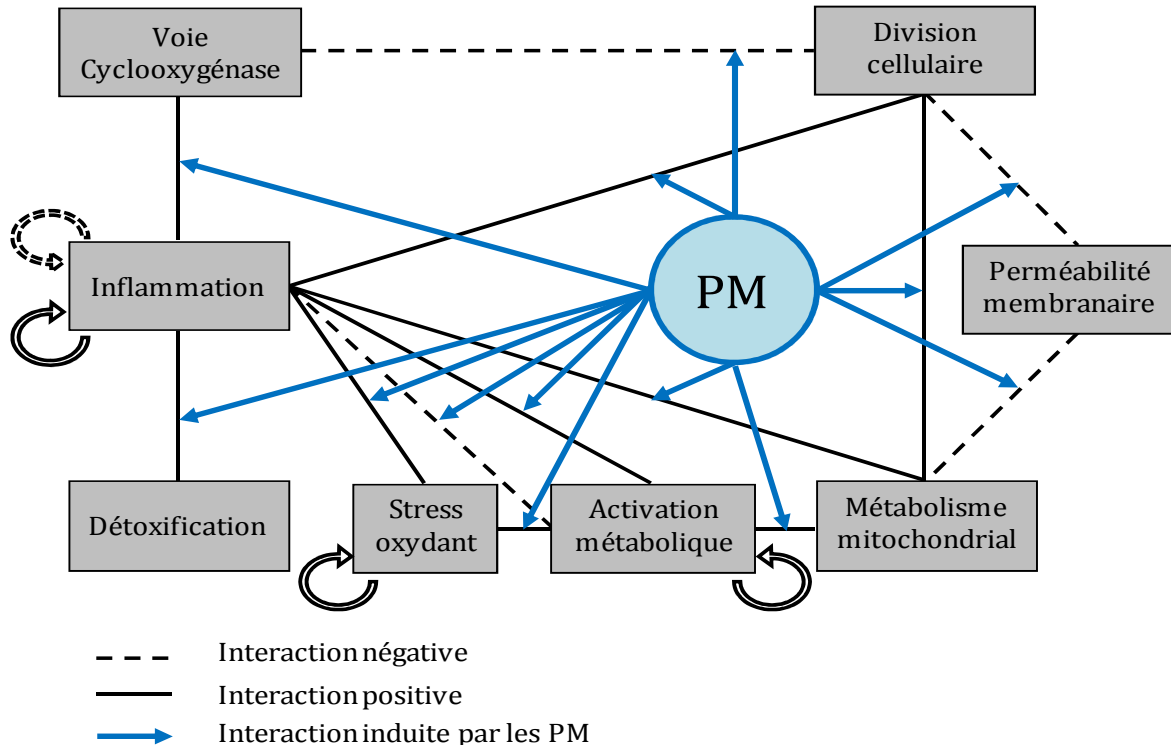 Voie
Cyclooxygénase
Division
cellulaire
Inflammation
PM
Perméabilité
membranaire
Détoxification
Stress
oxydant
Activation
métabolique
Métabolisme
mitochondrial
Interaction négative
Interaction positive
Interaction induite par les PM